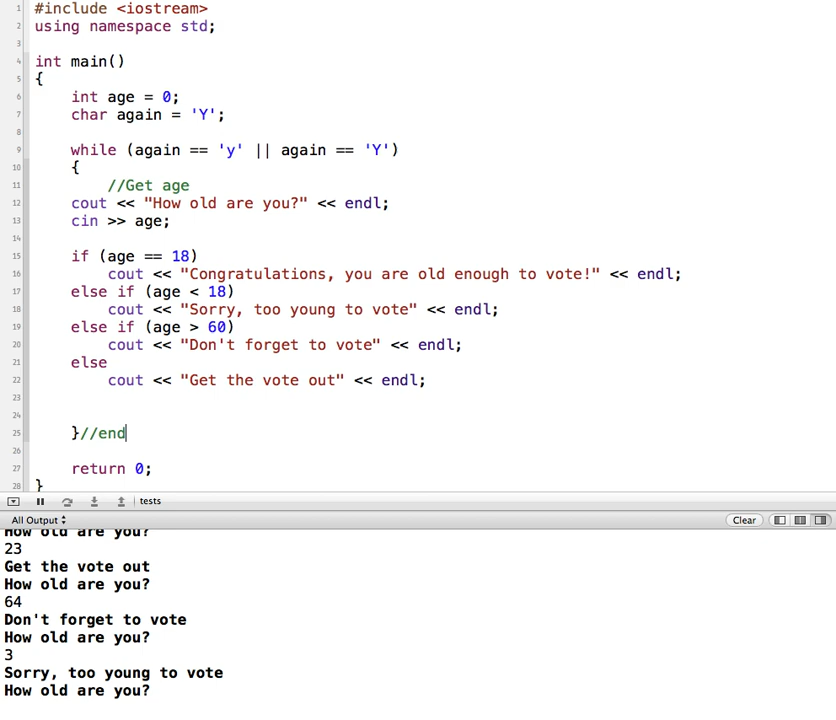 1 #include <iostream>
2 using namespace std;
3
4 int main()
5 {
6 int age = 0;
7 char again = 'Y';
8
9 while (again == 'y' || again == 'Y')
10 {
11 //Get age
12 cout << "How old are you?" << endl;
13 cin >> age;
14
15 if (age == 18)
16 cout << "Congratulations, you are old enough to vote!" << endl;
17 else if (age < 18)
18 cout << "Sorry, too young to vote" << endl;
19 else if (age > 60)
20 cout << "Don't forget to vote" << endl;
21 else
22 cout << "Get the vote out" << endl;
23
24
25 }//end
26
27 return 0;
28 }
tests
All Output Clear
How old are you?
23
Get the vote out
How old are you?
64
Don't forget to vote
How old are you?
3
Sorry, too young to vote
How old are you?